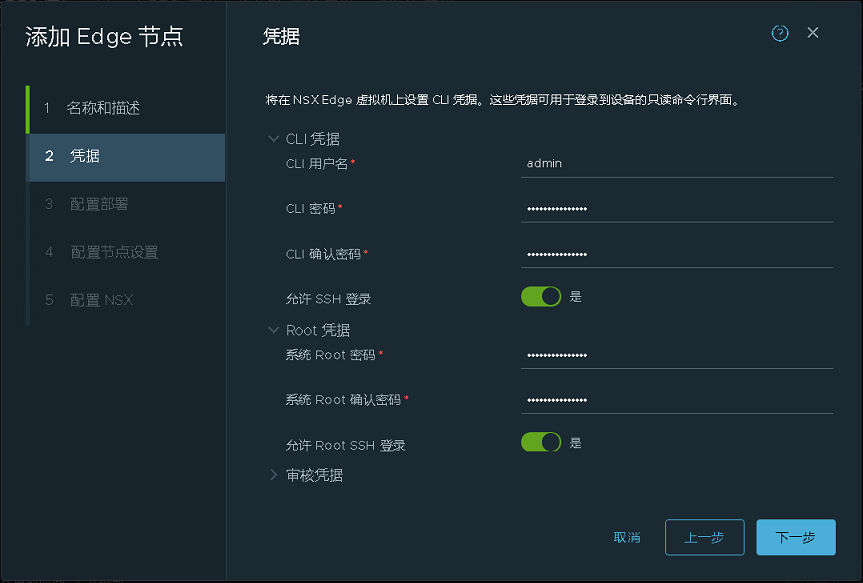 添加 Edge 节点
1 名称和描述
2 凭据
3 配置部署
4 配置节点设置
5 配置 NSX
凭据
将在 NSX Edge 虚拟机上设置 CLI 凭据。这些凭据可用于登录到设备的只读命令行界面。
CLI 凭据
CLI 用户名* admin
CLI 密码* •••••••••••••••
CLI 确认密码* •••••••••••••••
允许 SSH 登录 是
Root 凭据
系统 Root 密码* •••••••••••••••
系统 Root 确认密码* •••••••••••••••
允许 Root SSH 登录 是
审核凭据
取消 上一步 下一步